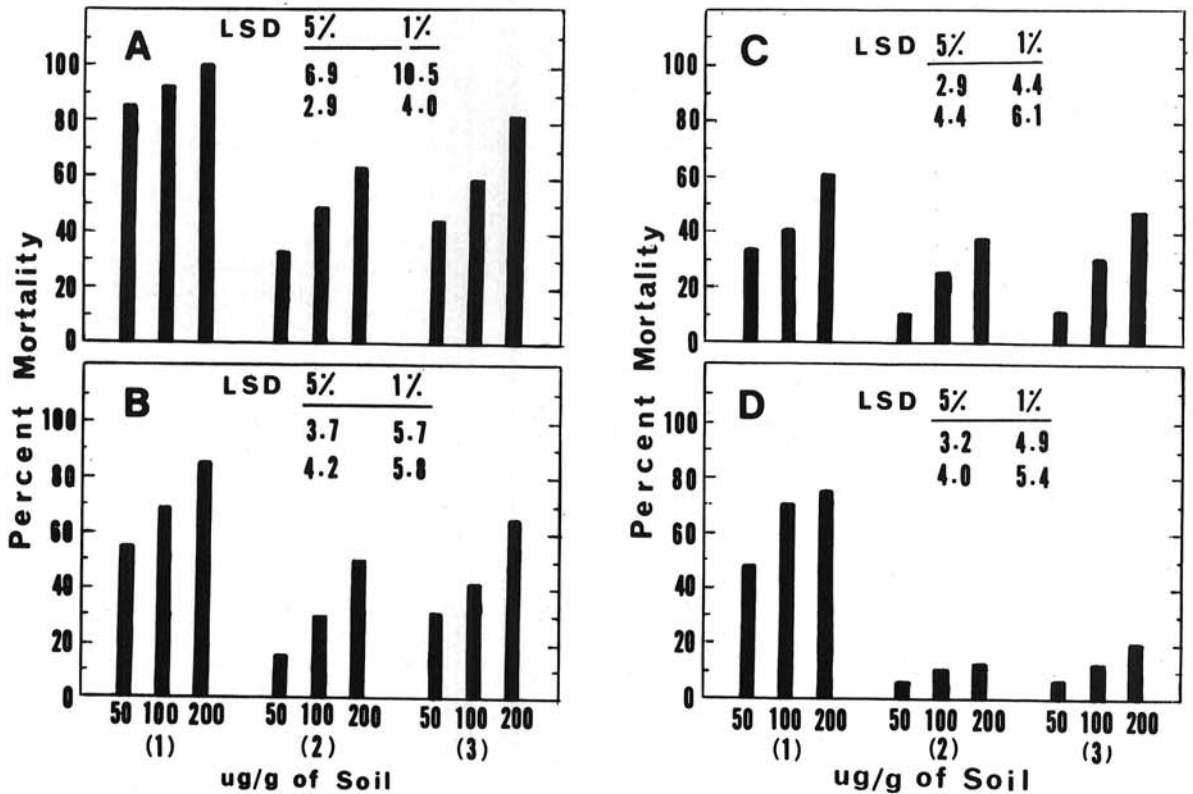 A
LSD 5% 1%
6.9 10.5
2.9 4.0
100
80
60
40
20
0
B
LSD 5% 1%
3.7 5.7
4.2 5.8
100
80
60
40
20
0
Percent Mortality
50 100 200 50 100 200 50 100 200
(1) (2) (3)
ug/g of Soil
C
LSD 5% 1%
2.9 4.4
4.4 6.1
100
80
60
40
20
0
D
LSD 5% 1%
3.2 4.9
4.0 5.4
100
80
60
40
20
0
Percent Mortality
50 100 200 50 100 200 50 100 200
(1) (2) (3)
ug/g of Soil